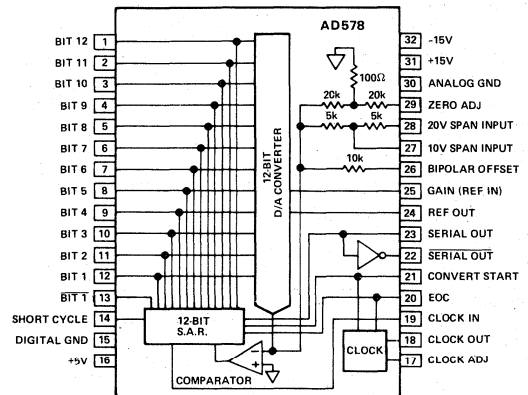 AD578
BIT 12 1
BIT 11 2
BIT 10 3
BIT 9 4
BIT 8 5
BIT 7 6
BIT 6 7
BIT 5 8
BIT 4 9
BIT 3 10
BIT 2 11
BIT 1 12
BIT 1 13
SHORT CYCLE 14
DIGITAL GND 15
+5V 16
12-BIT
D/A CONVERTER
12-BIT
S.A.R.
COMPARATOR
-
+
CLOCK
100Ω
20k 20k
5k 5k
10k
32 -15V
31 +15V
30 ANALOG GND
29 ZERO ADJ
28 20V SPAN INPUT
27 10V SPAN INPUT
26 BIPOLAR OFFSET
25 GAIN (REF IN)
24 REF OUT
23 SERIAL OUT
22 SERIAL OUT
21 CONVERT START
20 EOC
19 CLOCK IN
18 CLOCK OUT
17 CLOCK ADJ